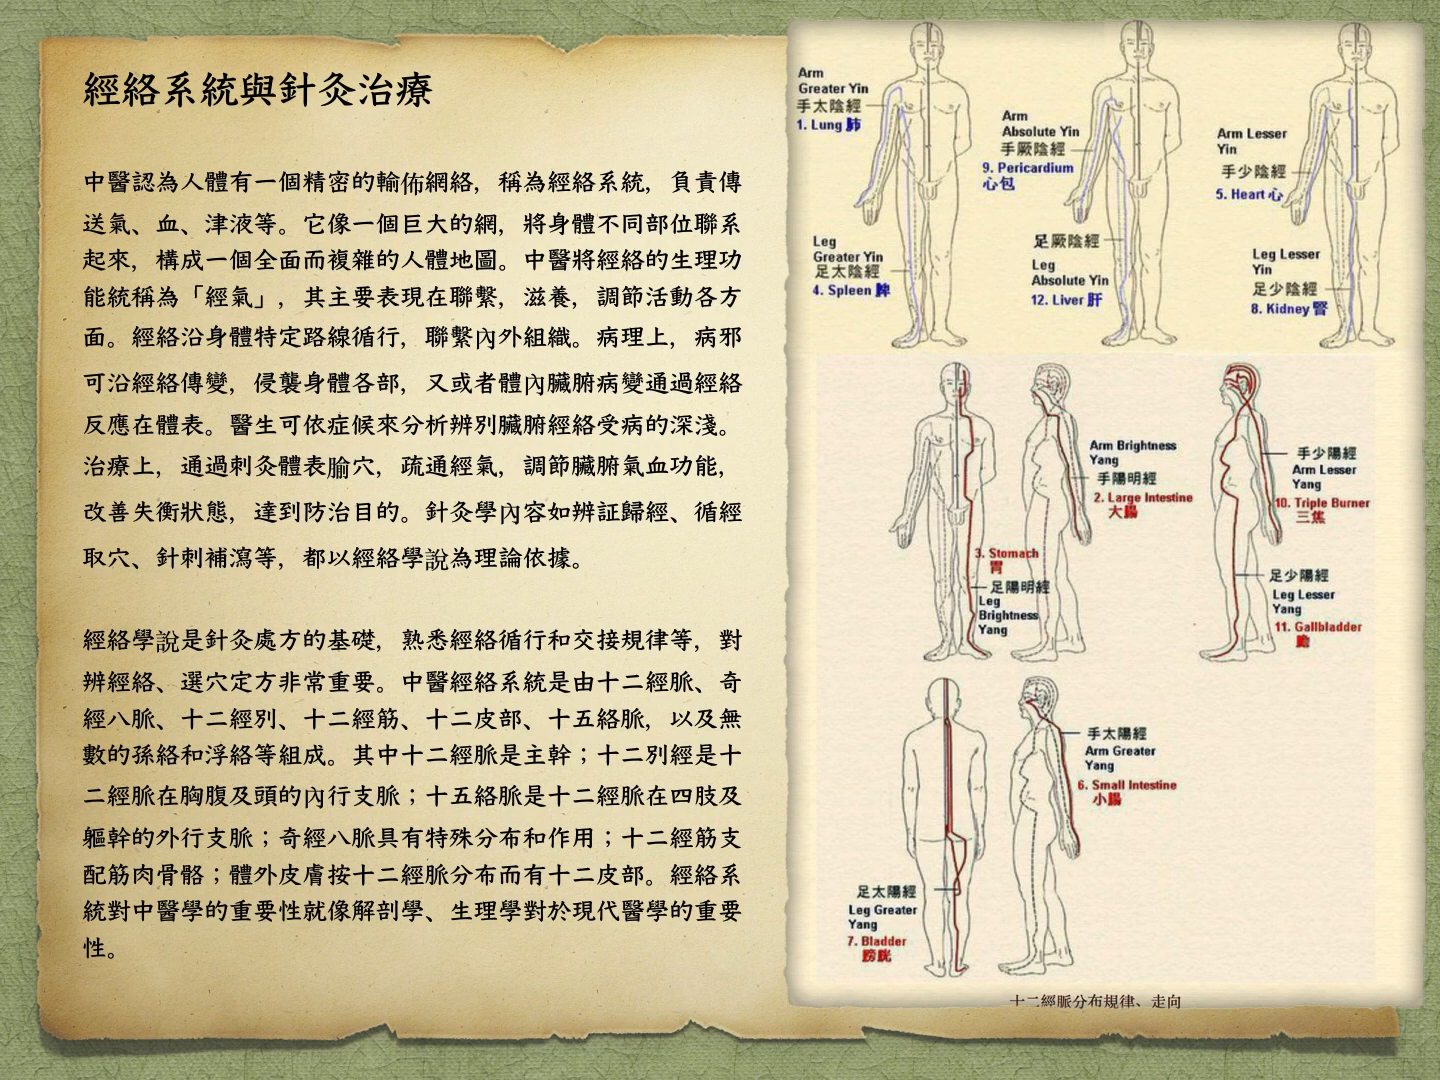 經絡系統與針灸治療
中醫認為人體有一個精密的輸佈網絡，稱為經絡系統，負責傳
送氣、血、津液等。它像一個巨大的網，將身體不同部位聯系
起來，構成一個全面而複雜的人體地圖。中醫將經絡的生理功
能統稱為「經氣」，其主要表現在聯繫，滋養，調節活動各方
面。經絡沿身體特定路線循行，聯繫內外組織。病理上，病邪
可沿經絡傳變，侵襲身體各部，又或者體內臟腑病變通過經絡
反應在體表。醫生可依症候來分析辨別臟腑經絡受病的深淺。
治療上，通過刺灸體表腧穴，疏通經氣，調節臟腑氣血功能，
改善失衡狀態，達到防治目的。針灸學內容如辨証歸經、循經
取穴、針刺補瀉等，都以經絡學說為理論依據。
經絡學說是針灸處方的基礎，熟悉經絡循行和交接規律等，對
辨經絡、選穴定方非常重要。中醫經絡系統是由十二經脈、奇
經八脈、十二經別、十二經筋、十二皮部、十五絡脈，以及無
數的孫絡和浮絡等組成。其中十二經脈是主幹；十二別經是十
二經脈在胸腹及頭的內行支脈；十五絡脈是十二經脈在四肢及
軀幹的外行支脈；奇經八脈具有特殊分布和作用；十二經筋支
配筋肉骨骼；體外皮膚按十二經脈分布而有十二皮部。經絡系
統對中醫學的重要性就像解剖學、生理學對於現代醫學的重要
性。
Arm
Greater Yin
手太陰經
1. Lung 肺
Leg
Greater Yin
足太陰經
4. Spleen 脾
Arm
Absolute Yin
手厥陰經
9. Pericardium
心包
足厥陰經
Leg
Absolute Yin
12. Liver 肝
Arm Lesser
Yin
手少陰經
5. Heart 心
Leg Lesser
Yin
足少陰經
8. Kidney 腎
3. Stomach
胃
足陽明經
Leg
Brightness
Yang
Arm Brightness
Yang
手陽明經
2. Large Intestine
大腸
手少陽經
Arm Lesser
Yang
10. Triple Burner
三焦
足少陽經
Leg Lesser
Yang
11. Gallbladder
膽
足太陽經
Leg Greater
Yang
7. Bladder
膀胱
手太陽經
Arm Greater
Yang
6. Small Intestine
小腸
十二經脈分布規律、走向